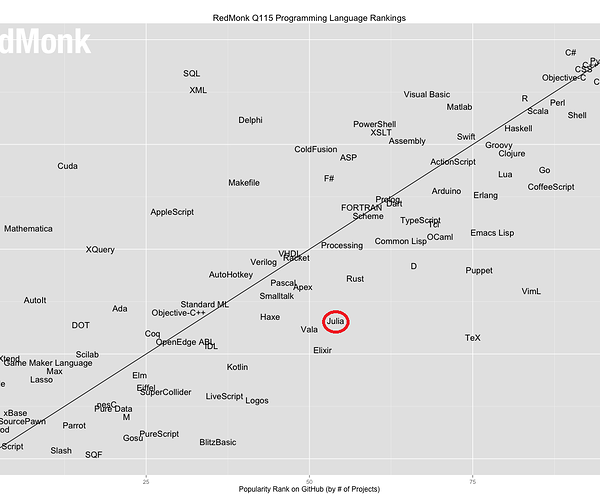 RedMonk Q115 Programming Language Rankings
dMonk
C#
Py
C++
CSS
SQL
Objective-C
C
XML
Visual Basic
R
Perl
Matlab
Scala
Shell
Delphi
PowerShell
Haskell
XSLT
Swift
Assembly
Groovy
ColdFusion
Clojure
ASP
ActionScript
Cuda
Go
Lua
F#
Makefile
CoffeeScript
Arduino
Erlang
Prolog
Dart
FORTRAN
AppleScript
Scheme
TypeScript
Tcl
Mathematica
Emacs Lisp
OCaml
Common Lisp
Processing
XQuery
VHDL
Racket
Verilog
D
Puppet
AutoHotkey
Rust
Pascal
Apex
VimL
Smalltalk
AutoIt
Standard ML
Ada
Objective-C++
Haxe
Julia
DOT
Vala
Coq
TeX
OpenEdge ABL
IDL
Elixir
Scilab
Xtend
Game Maker Language
Kotlin
Max
Elm
Lasso
e
Eiffel
SuperCollider
LiveScript
Logos
nesC
Pure Data
xBase
M
SourcePawn
Parrot
od
PureScript
Gosu
BlitzBasic
Script
Slash
SQF
25
50
75
Popularity Rank on GitHub (by # of Projects)